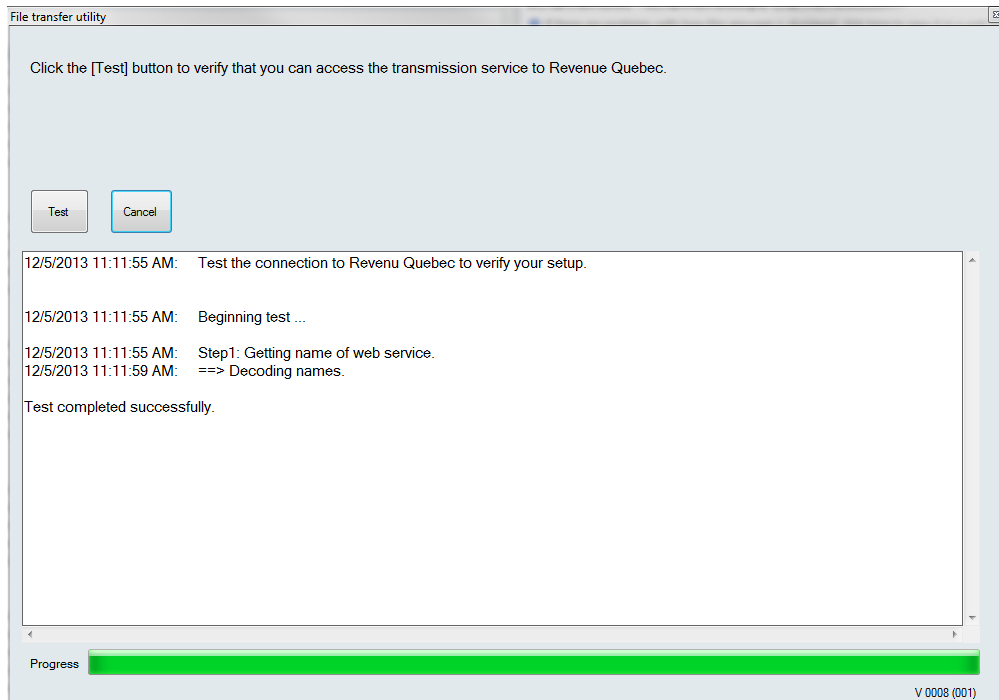 File transfer utility
Click the [Test] button to verify that you can access the transmission service to Revenue Quebec.
Test
Cancel
12/5/2013 11:11:55 AM: Test the connection to Revenu Quebec to verify your setup.
12/5/2013 11:11:55 AM: Beginning test ...
12/5/2013 11:11:55 AM: Step1: Getting name of web service.
12/5/2013 11:11:59 AM: ==> Decoding names.
Test completed successfully.
Progress
V 0008 (001)